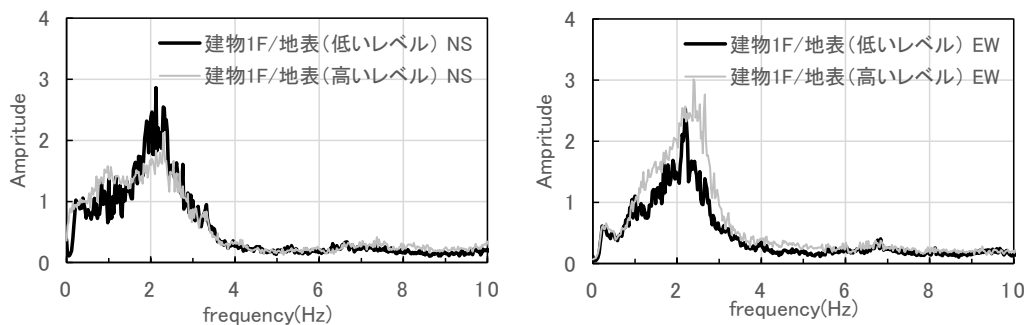 4
3
2
1
0
Ampritude
建物1F/地表(低いレベル) NS
建物1F/地表(高いレベル) NS
0 2 4 6 8 10
frequency(Hz)
4
3
2
1
0
Ampritude
建物1F/地表(低いレベル) EW
建物1F/地表(高いレベル) EW
0 2 4 6 8 10
frequency(Hz)